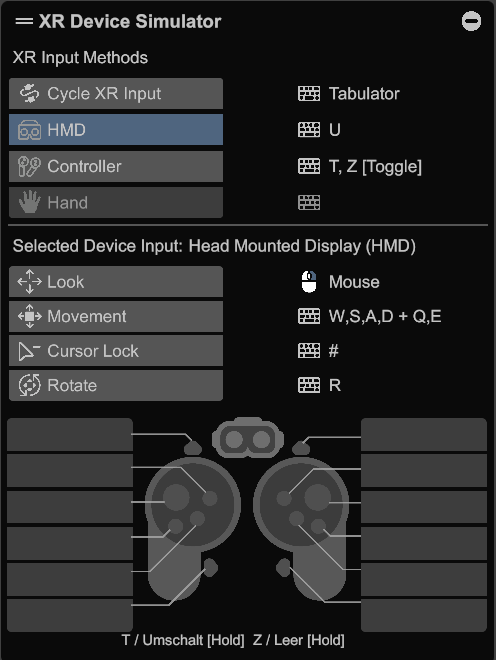 XR Device Simulator
XR Input Methods
Cycle XR Input Tabulator
HMD U
Controller T, Z [Toggle]
Hand
Selected Device Input: Head Mounted Display (HMD)
Look Mouse
Movement W,S,A,D + Q,E
Cursor Lock #
Rotate R
T / Umschalt [Hold] Z / Leer [Hold]